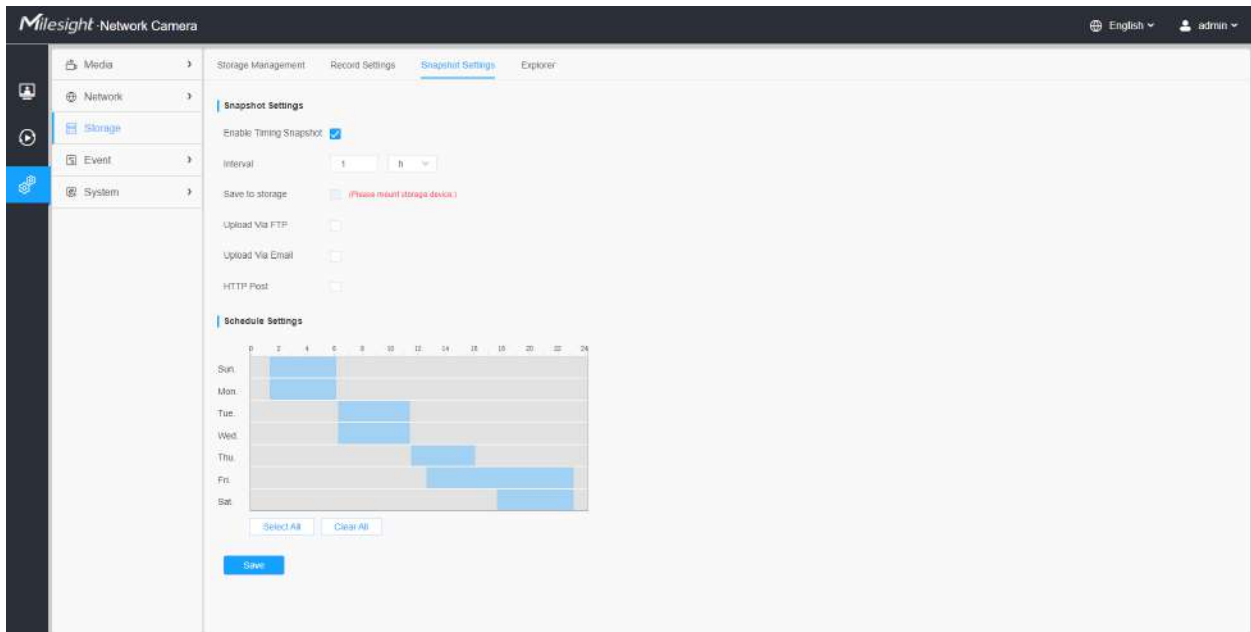 Milesight-Network Camera English admin
Media
Network
Storage
Event
System
Storage Management Record Settings Snapshot Settings Explorer
Snapshot Settings
Enable Timing Snapshot
Interval 1 h
Save to storage (Please mount storage device.)
Upload Via FTP
Upload Via Email
HTTP Post
Schedule Settings
0 2 4 6 8 10 12 14 16 18 20 22 24
Sun.
Mon.
Tue.
Wed.
Thu.
Fri.
Sat.
Select All Clear All
Save